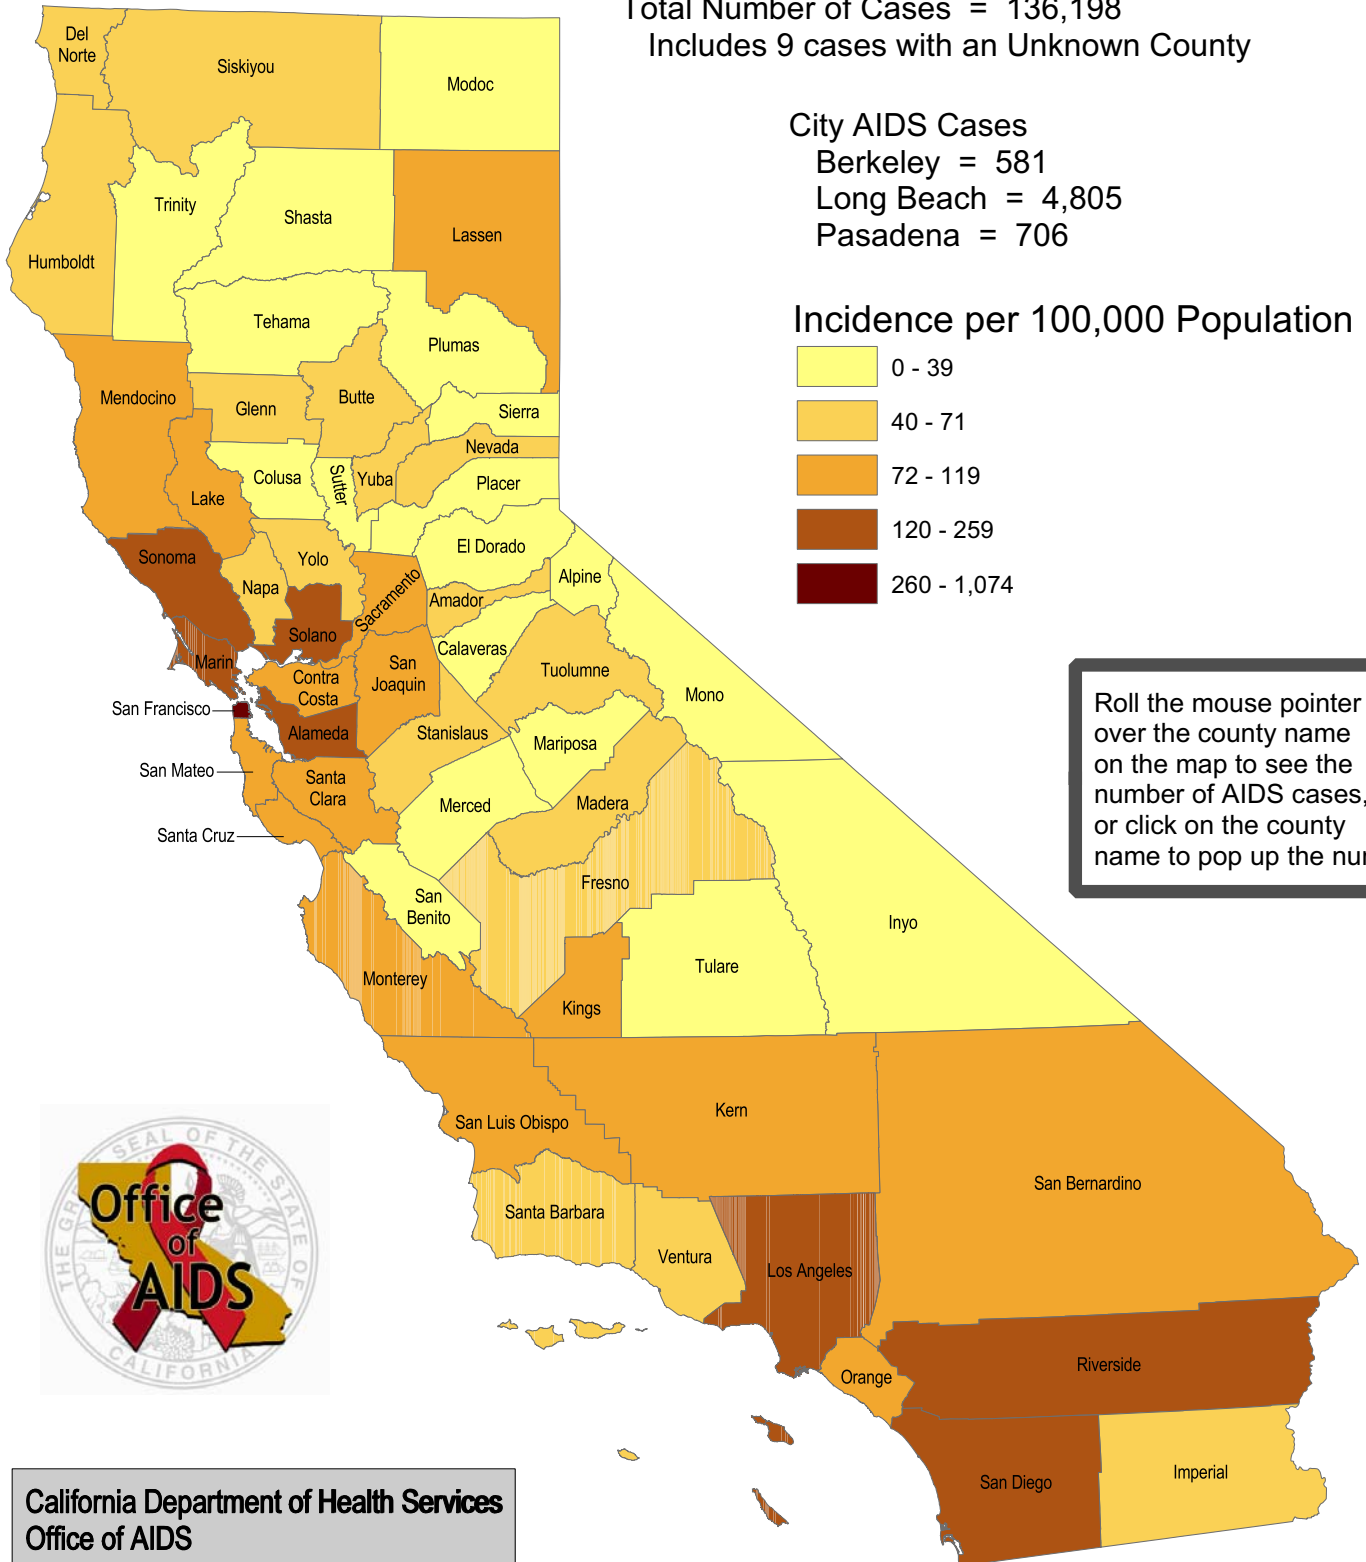 Total Number of Cases = 136,198
Includes 9 cases with an Unknown County
City AIDS Cases
Berkeley = 581
Long Beach = 4,805
Pasadena = 706
Incidence per 100,000 Population
0 - 39
40 - 71
72 - 119
120 - 259
260 - 1,074
Del
Norte
Siskiyou
Modoc
Trinity
Shasta
Lassen
Humboldt
Tehama
Plumas
Mendocino
Glenn
Butte
Sierra
Nevada
Colusa
Sutter
Yuba
Placer
Lake
El Dorado
Sonoma
Yolo
Napa
Sacramento
Alpine
Amador
Solano
Calaveras
Marin
San
Joaquin
Tuolumne
Contra
Costa
Mono
San Francisco
Alameda
Stanislaus
Mariposa
San Mateo
Santa
Clara
Merced
Madera
Santa Cruz
Fresno
San
Benito
Inyo
Monterey
Tulare
Kings
San Luis Obispo
Kern
San Bernardino
Santa Barbara
Ventura
Los Angeles
Orange
Riverside
San Diego
Imperial
Roll the mouse pointer
over the county name
on the map to see the
number of AIDS cases,
or click on the county
name to pop up the
THE GREAT SEAL OF THE STATE OF CALIFORNIA
Office
of
AIDS
California Department of Health Services
Office of AIDS